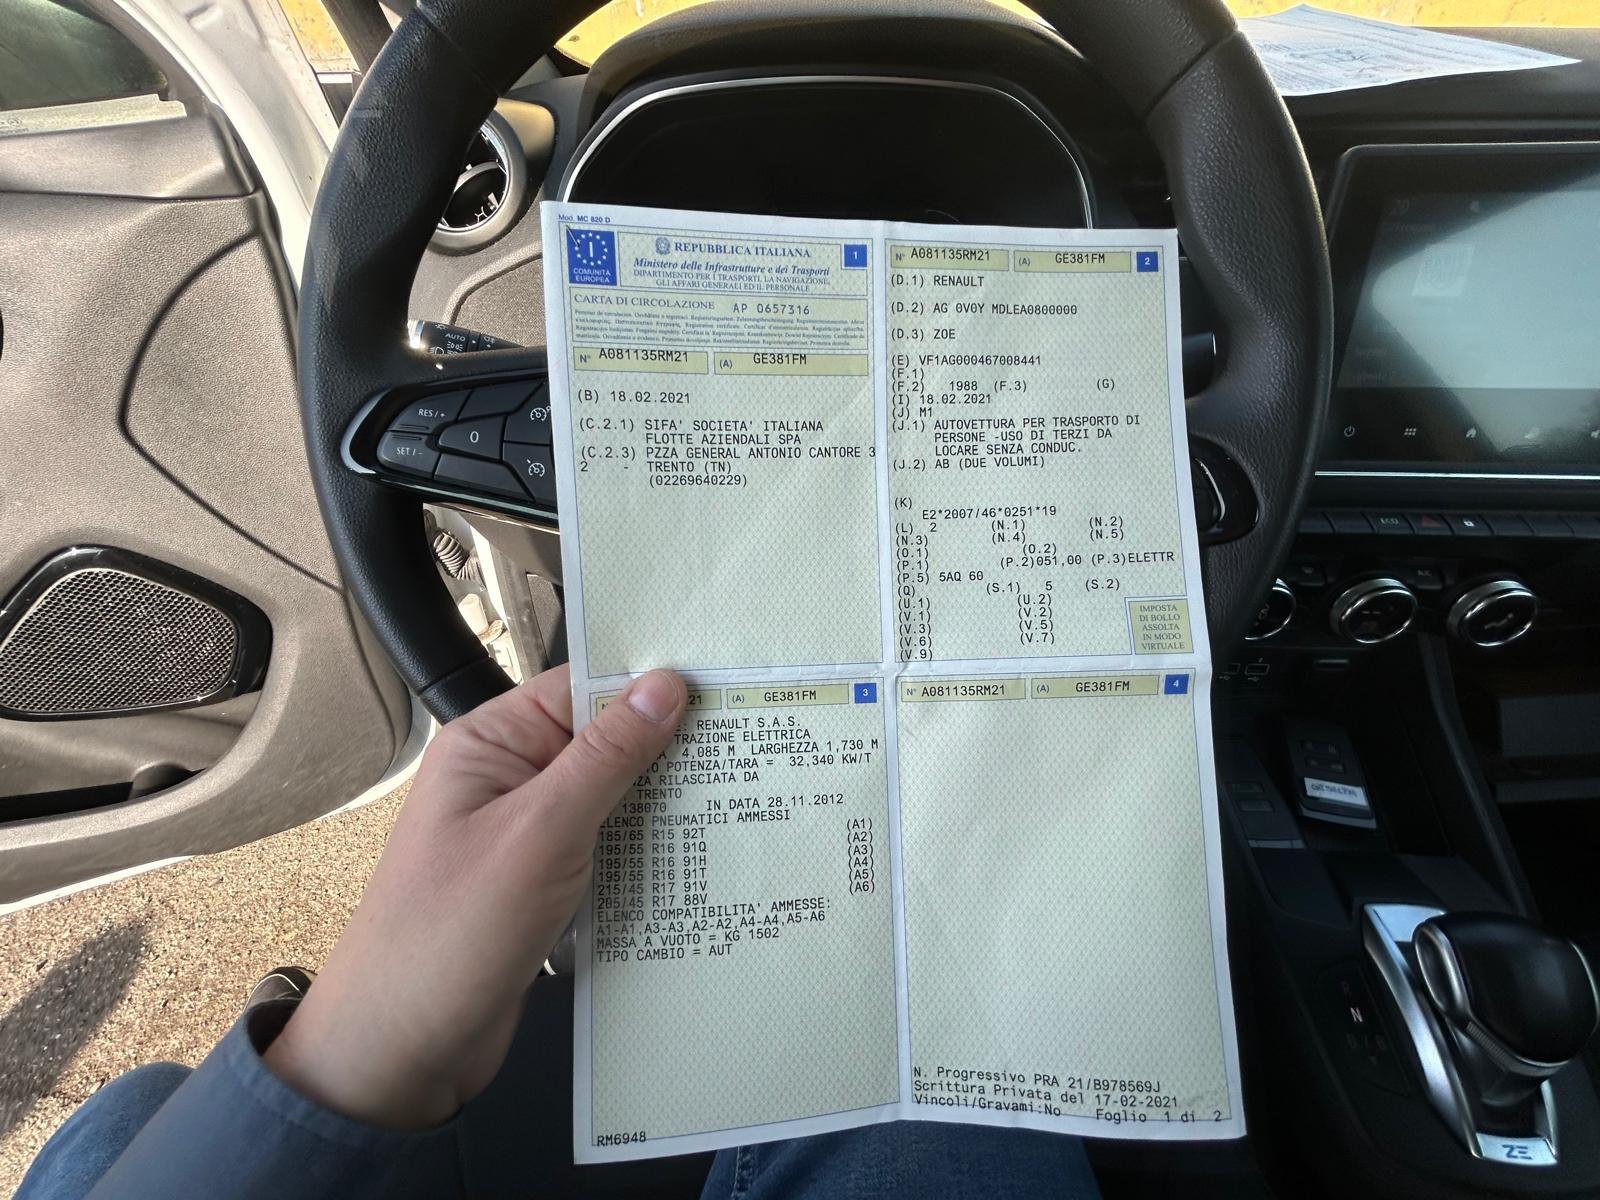 Mod. MC 820 D
I
COMUNITÀ
EUROPEA
REPUBBLICA ITALIANA
Ministero delle Infrastrutture e dei Trasporti
DIPARTIMENTO PER I TRASPORTI, LA NAVIGAZIONE,
GLI AFFARI GENERALI ED IL PERSONALE
1
CARTA DI CIRCOLAZIONE AP 0657316
N° A081135RM21 (A) GE381FM
(B) 18.02.2021
(C.2.1) SIFA' SOCIETA' ITALIANA
FLOTTE AZIENDALI SPA
(C.2.3) PZZA GENERAL ANTONIO CANTORE 3
2 - TRENTO (TN)
(02269640229)
N° A081135RM21 (A) GE381FM 2
(D.1) RENAULT
(D.2) AG 0V0Y MDLEA0800000
(D.3) ZOE
(E) VF1AG000467008441
(F.1)
(F.2) 1988 (F.3) (G)
(I) 18.02.2021
(J) M1
(J.1) AUTOVETTURA PER TRASPORTO DI
PERSONE -USO DI TERZI DA
LOCARE SENZA CONDUC.
(J.2) AB (DUE VOLUMI)
(K)
E2*2007/46*0251*19
(L) 2 (N.1) (N.2)
(N.3) (N.4) (N.5)
(O.1) (O.2)
(P.1) (P.2)051,00 (P.3)ELETTR
(P.5) 5AQ 60
(Q) (S.1) 5 (S.2)
(U.1) (U.2)
(V.1) (V.2)
(V.3) (V.5)
(V.6) (V.7)
(V.9)
IMPOSTA
DI BOLLO
ASSOLTA
IN MODO
VIRTUALE
21 (A) GE381FM 3
E: RENAULT S.A.S.
TRAZIONE ELETTRICA
A 4,085 M LARGHEZZA 1,730 M
O POTENZA/TARA = 32,340 KW/T
ZA RILASCIATA DA
TRENTO
138070 IN DATA 28.11.2012
ELENCO PNEUMATICI AMMESSI
185/65 R15 92T (A1)
195/55 R16 91Q (A2)
195/55 R16 91H (A3)
195/55 R16 91T (A4)
215/45 R17 91V (A5)
205/45 R17 88V (A6)
ELENCO COMPATIBILITA' AMMESSE:
A1-A1,A3-A3,A2-A2,A4-A4,A5-A6
MASSA A VUOTO = KG 1502
TIPO CAMBIO = AUT
RM6948
N° A081135RM21 (A) GE381FM 4
N. Progressivo PRA 21/B978569J
Scrittura Privata del 17-02-2021
Vincoli/Gravami:No Foglio 1 di 2
AUTO
RES / +
SET / -
0
ECO
N
ZE